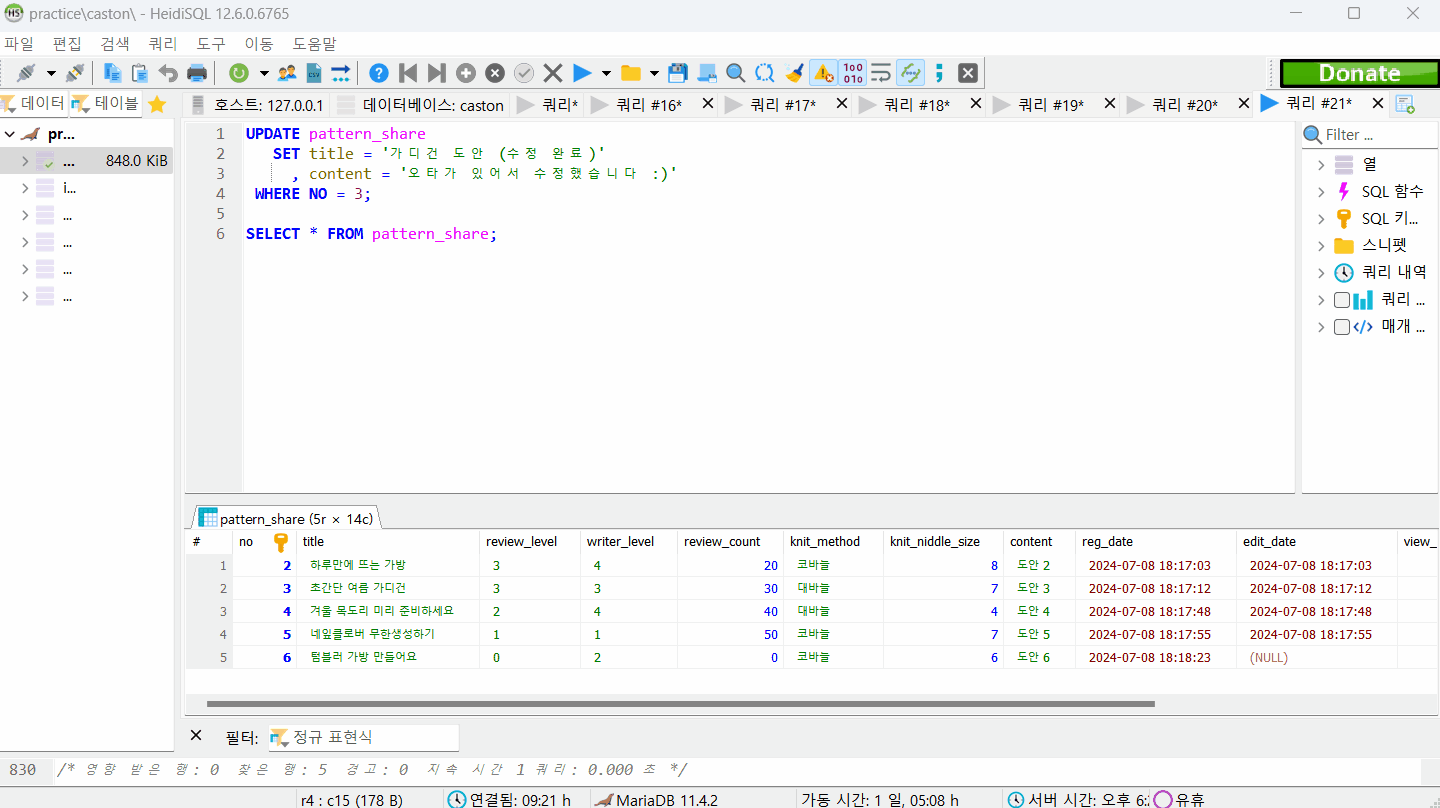 practice\caston\ - HeidiSQL 12.6.0.6765
파일 편집 검색 쿼리 도구 이동 도움말
Donate
데이터 테이블 호스트: 127.0.0.1 데이터베이스: caston 쿼리* 쿼리 #16* 쿼리 #17* 쿼리 #18* 쿼리 #19* 쿼리 #20* 쿼리 #21*
pr...
... 848.0 KiB
i...
...
...
...
...
1 UPDATE pattern_share
2 SET title = '가디건 도안 (수정 완료)'
3 , content = '오타가 있어서 수정했습니다 :)'
4 WHERE NO = 3;
5
6 SELECT * FROM pattern_share;
Filter ...
열
SQL 함수
SQL 키...
스니펫
쿼리 내역
쿼리 ...
매개 ...
pattern_share (5r × 14c)
# no title review_level writer_level review_count knit_method knit_niddle_size content reg_date edit_date view_
1 2 하루만에 뜨는 가방 3 4 20 코바늘 8 도안 2 2024-07-08 18:17:03 2024-07-08 18:17:03
2 3 초간단 여름 가디건 3 3 30 대바늘 7 도안 3 2024-07-08 18:17:12 2024-07-08 18:17:12
3 4 겨울 목도리 미리 준비하세요 2 4 40 대바늘 4 도안 4 2024-07-08 18:17:48 2024-07-08 18:17:48
4 5 네잎클로버 무한생성하기 1 1 50 코바늘 7 도안 5 2024-07-08 18:17:55 2024-07-08 18:17:55
5 6 텀블러 가방 만들어요 0 2 0 코바늘 6 도안 6 2024-07-08 18:18:23 (NULL)
필터: 정규 표현식
830 /* 영향 받은 행: 0 찾은 행: 5 경고: 0 지속 시간 1 쿼리: 0.000 초 */
r4 : c15 (178 B) 연결됨: 09:21 h MariaDB 11.4.2 가동 시간: 1 일, 05:08 h 서버 시간: 오후 6: 유휴